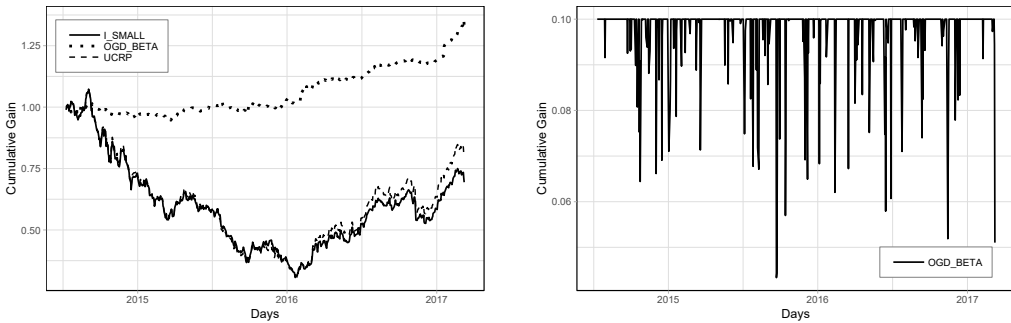 I_SMALL
OGD_BETA
UCRP
Cumulative Gain
1.25
1.00
0.75
0.50
2015
2016
2017
Days
Cumulative Gain
0.10
0.08
0.06
OGD_BETA
2015
2016
2017
Days